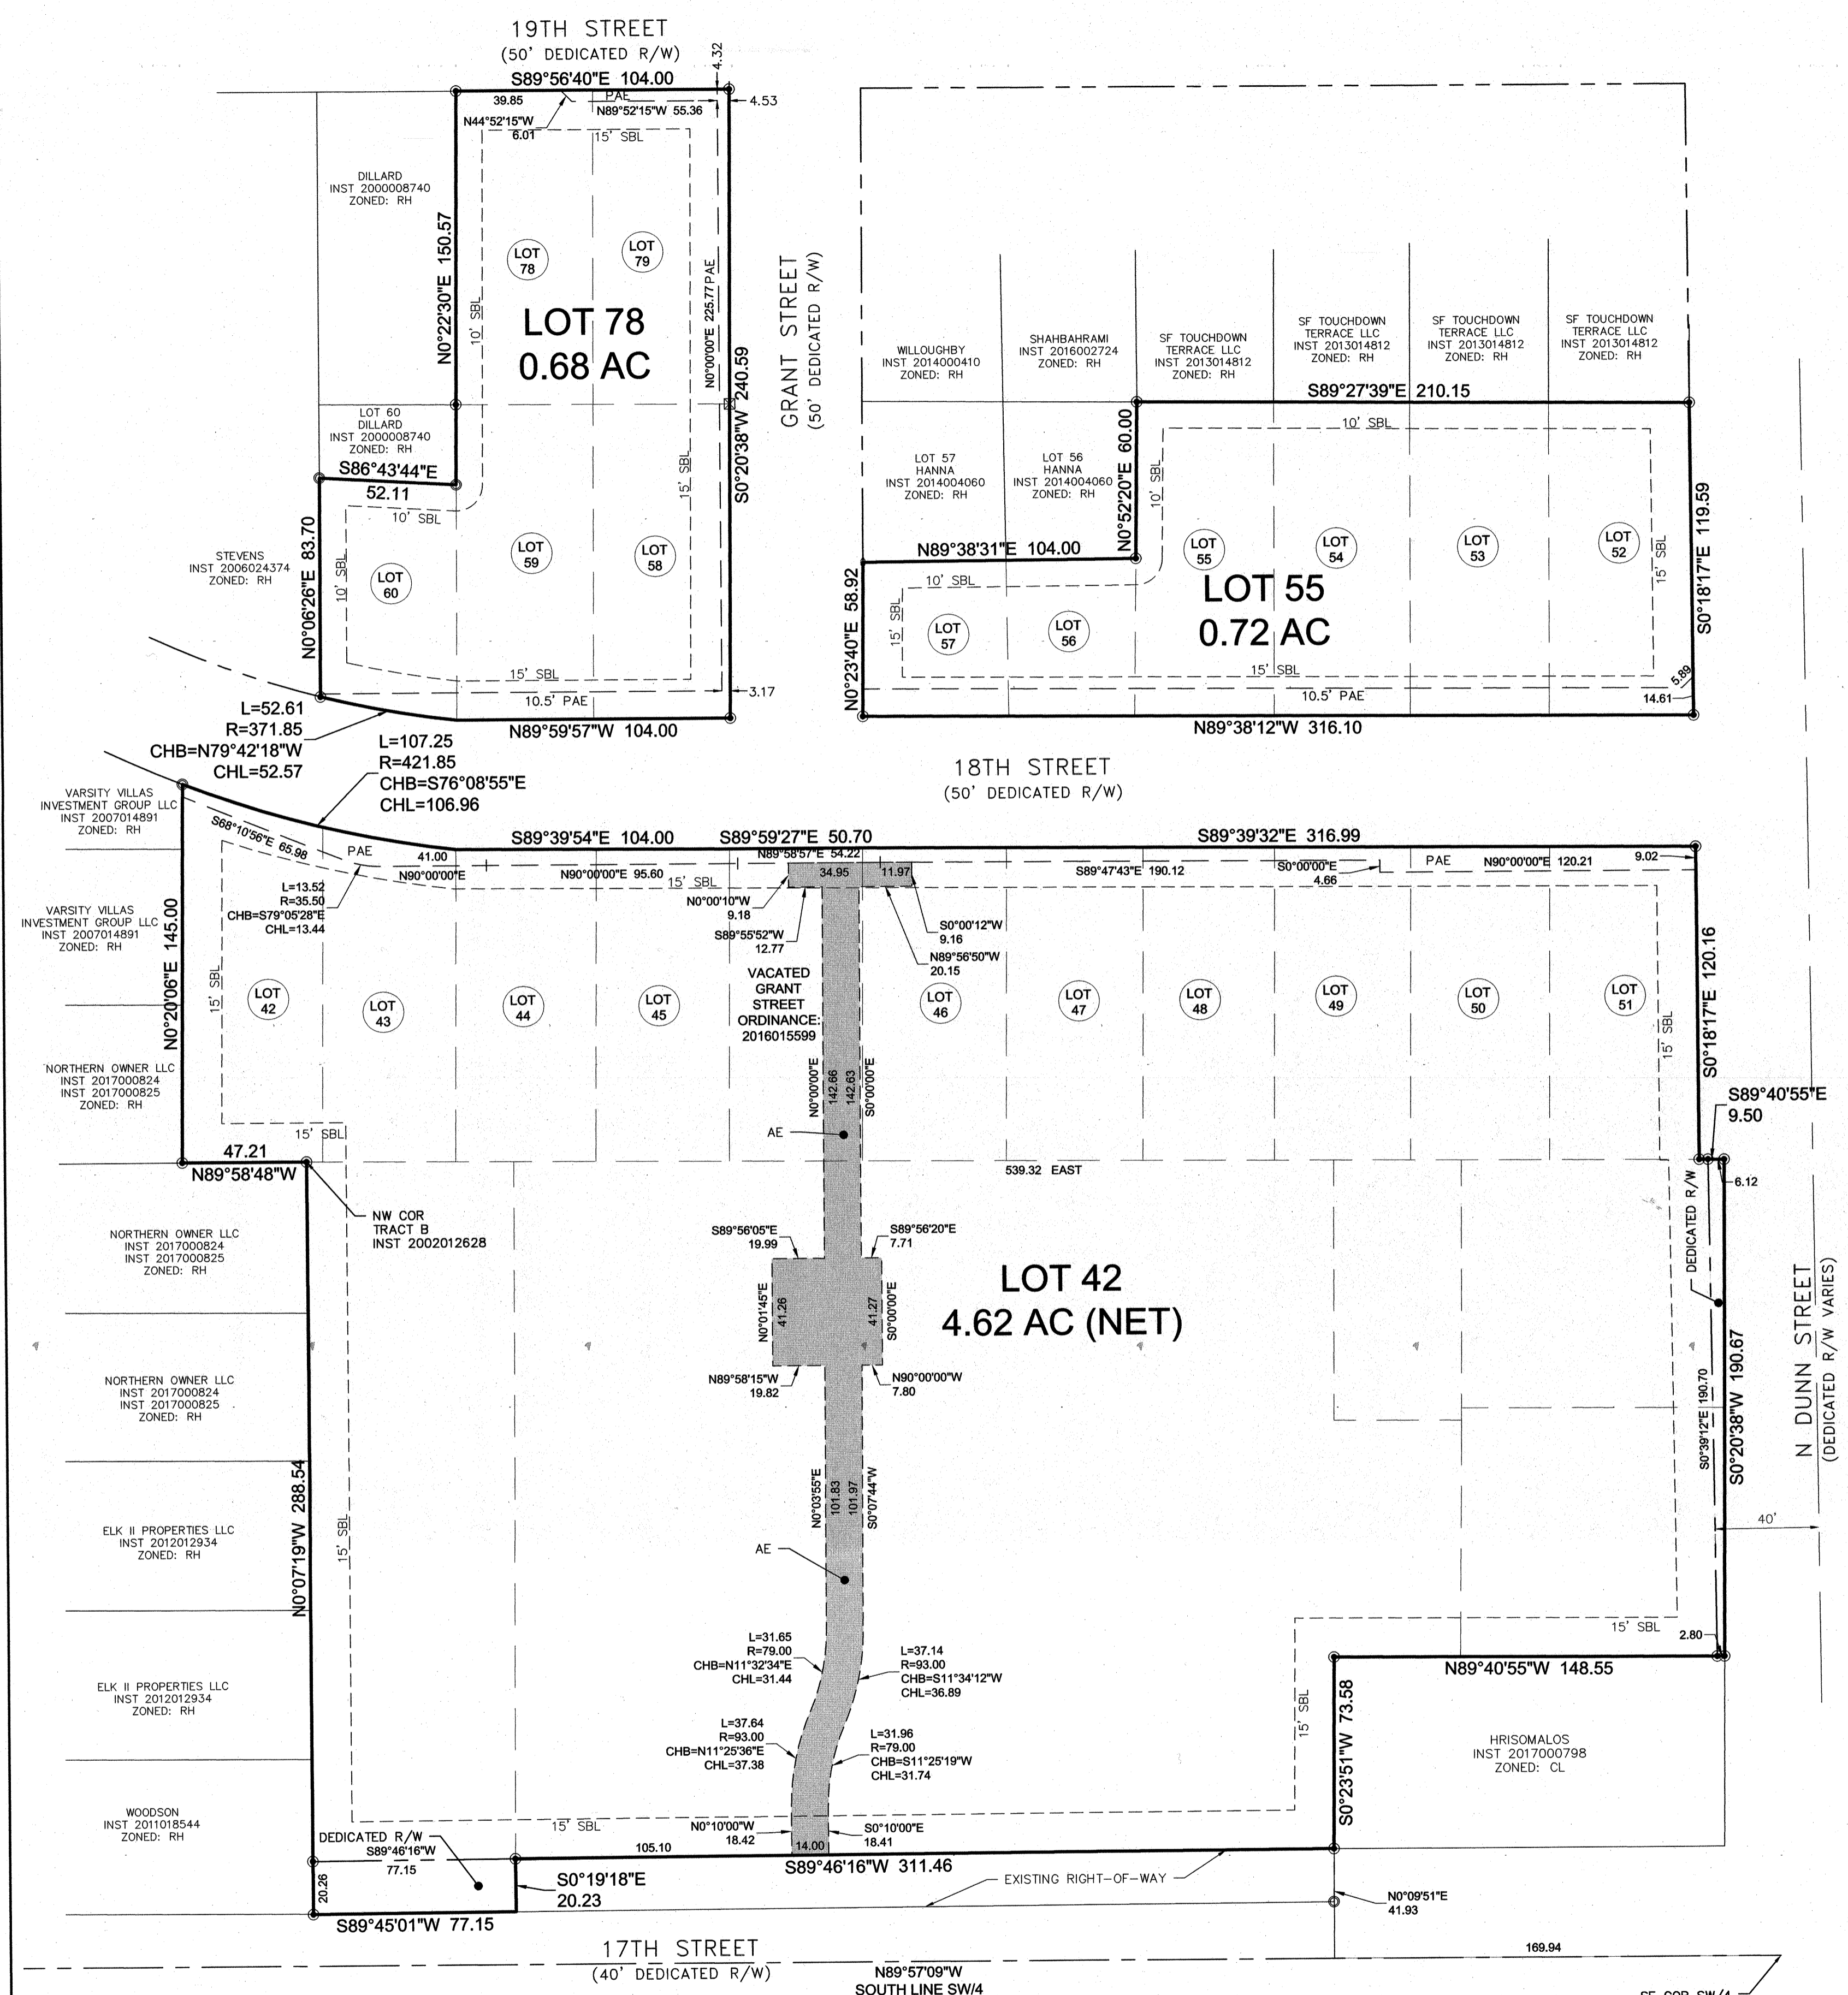 19TH STREET
(50' DEDICATED R/W)
4.32
S89°56'40"E 104.00
39.85
PAE
N89°52'15"W 55.36
4.53
N44°52'15"W
6.01
15' SBL
DILLARD
INST 2000008740
ZONED: RH
N0°22'30"E 150.57
10' SBL
LOT
78
LOT
79
LOT 78
0.68 AC
N0°00'00"E 225.77 PAE
S0°20'38"W 240.59
15' SBL
GRANT STREET
(50' DEDICATED R/W)
LOT 60
DILLARD
INST 2000008740
ZONED: RH
S86°43'44"E
52.11
10' SBL
10' SBL
N0°06'26"E 83.70
STEVENS
INST 2006024374
ZONED: RH
LOT
60
LOT
59
LOT
58
15' SBL
10.5' PAE
3.17
N89°59'57"W 104.00
L=52.61
R=371.85
CHB=N79°42'18"W
CHL=52.57
L=107.25
R=421.85
CHB=S76°08'55"E
CHL=106.96
WILLOUGHBY
INST 2014000410
ZONED: RH
SHAHBAHRAMI
INST 2016002724
ZONED: RH
SF TOUCHDOWN
TERRACE LLC
INST 2013014812
ZONED: RH
SF TOUCHDOWN
TERRACE LLC
INST 2013014812
ZONED: RH
SF TOUCHDOWN
TERRACE LLC
INST 2013014812
ZONED: RH
SF TOUCHDOWN
TERRACE LLC
INST 2013014812
ZONED: RH
S89°27'39"E 210.15
10' SBL
N0°52'20"E 60.00
10' SBL
LOT 57
HANNA
INST 2014004060
ZONED: RH
LOT 56
HANNA
INST 2014004060
ZONED: RH
N89°38'31"E 104.00
10' SBL
N0°23'40"E 58.92
15' SBL
LOT
57
LOT
56
LOT
55
LOT
54
LOT
53
LOT
52
LOT 55
0.72 AC
15' SBL
S0°18'17"E 119.59
15' SBL
10.5' PAE
5.89
14.61
N89°38'12"W 316.10
18TH STREET
(50' DEDICATED R/W)
VARSITY VILLAS
INVESTMENT GROUP LLC
INST 2007014891
ZONED: RH
S68°10'56"E 65.98
S89°39'54"E 104.00
S89°59'27"E 50.70
S89°39'32"E 316.99
PAE
41.00
N90°00'00"E
N90°00'00"E 95.60
15' SBL
N89°58'57"E 54.22
34.95
11.97
S89°47'43"E 190.12
S0°00'00"E
4.66
PAE
N90°00'00"E 120.21
9.02
L=13.52
R=35.50
CHB=S79°05'28"E
CHL=13.44
N0°00'10"W
9.18
S89°55'52"W
12.77
S0°00'12"W
9.16
N89°56'50"W
20.15
VARSITY VILLAS
INVESTMENT GROUP LLC
INST 2007014891
ZONED: RH
N0°20'06"E 145.00
15' SBL
LOT
42
LOT
43
LOT
44
LOT
45
VACATED
GRANT
STREET
ORDINANCE:
2016015599
LOT
46
LOT
47
LOT
48
LOT
49
LOT
50
LOT
51
15' SBL
S0°18'17"E 120.16
NORTHERN OWNER LLC
INST 2017000824
INST 2017000825
ZONED: RH
N0°00'00"E
142.66
142.63
S0°00'00"E
AE
15' SBL
47.21
N89°58'48"W
539.32 EAST
S89°40'55"E
9.50
6.12
DEDICATED R/W
NW COR
TRACT B
INST 2002012628
NORTHERN OWNER LLC
INST 2017000824
INST 2017000825
ZONED: RH
S89°56'05"E
19.99
S89°56'20"E
7.71
N0°01'45"E
41.26
41.27
S0°00'00"E
LOT 42
4.62 AC (NET)
N89°58'15"W
19.82
N90°00'00"W
7.80
N DUNN STREET
(DEDICATED R/W VARIES)
S0°39'12"E 190.70
S0°20'38"W 190.67
40'
NORTHERN OWNER LLC
INST 2017000824
INST 2017000825
ZONED: RH
N0°07'19"W 288.54
15' SBL
ELK II PROPERTIES LLC
INST 2012012934
ZONED: RH
N0°03'55"E
101.83
101.97
S0°07'44"W
AE
L=31.65
R=79.00
CHB=N11°32'34"E
CHL=31.44
L=37.14
R=93.00
CHB=S11°34'12"W
CHL=36.89
15' SBL
2.80
N89°40'55"W 148.55
ELK II PROPERTIES LLC
INST 2012012934
ZONED: RH
L=37.64
R=93.00
CHB=N11°25'36"E
CHL=37.38
L=31.96
R=79.00
CHB=S11°25'19"W
CHL=31.74
15' SBL
S0°23'51"W 73.58
HRISOMALOS
INST 2017000798
ZONED: CL
WOODSON
INST 2011018544
ZONED: RH
15' SBL
N0°10'00"W
18.42
S0°10'00"E
18.41
DEDICATED R/W
S89°46'16"W
77.15
105.10
14.00
S89°46'16"W 311.46
20.26
S0°19'18"E
20.23
EXISTING RIGHT-OF-WAY
N0°09'51"E
41.93
S89°45'01"W 77.15
17TH STREET
(40' DEDICATED R/W)
N89°57'09"W
SOUTH LINE SW/4
169.94
SE COR SW/4